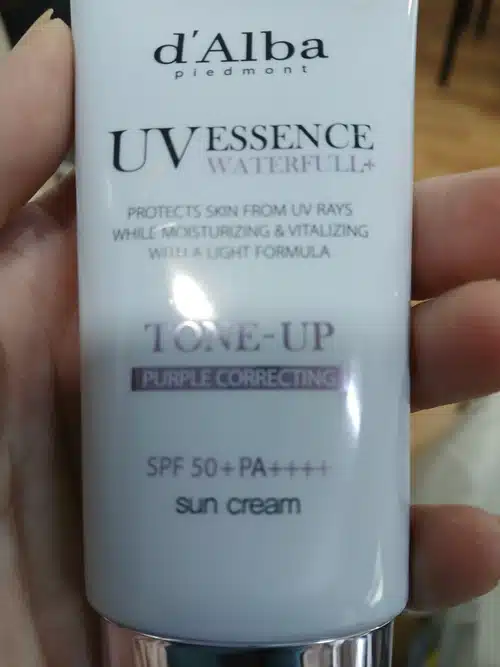 d'Alba
piedmont
UV ESSENCE
WATERFULL+
PROTECTS SKIN FROM UV RAYS
WHILE MOISTURIZING & VITALIZING
WITH A LIGHT FORMULA
TONE-UP
PURPLE CORRECTING
SPF 50+PA++++
sun cream